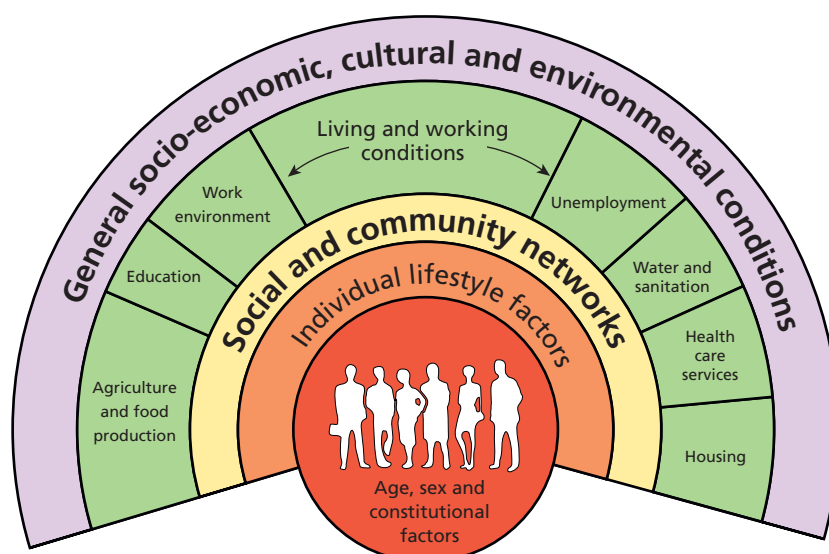 General socio-economic, cultural and environmental conditions
Living and working
conditions
Work
environment
Unemployment
Education
Water and
sanitation
Agriculture
and food
production
Health
care
services
Housing
Social and community networks
Individual lifestyle factors
Age, sex and
constitutional
factors